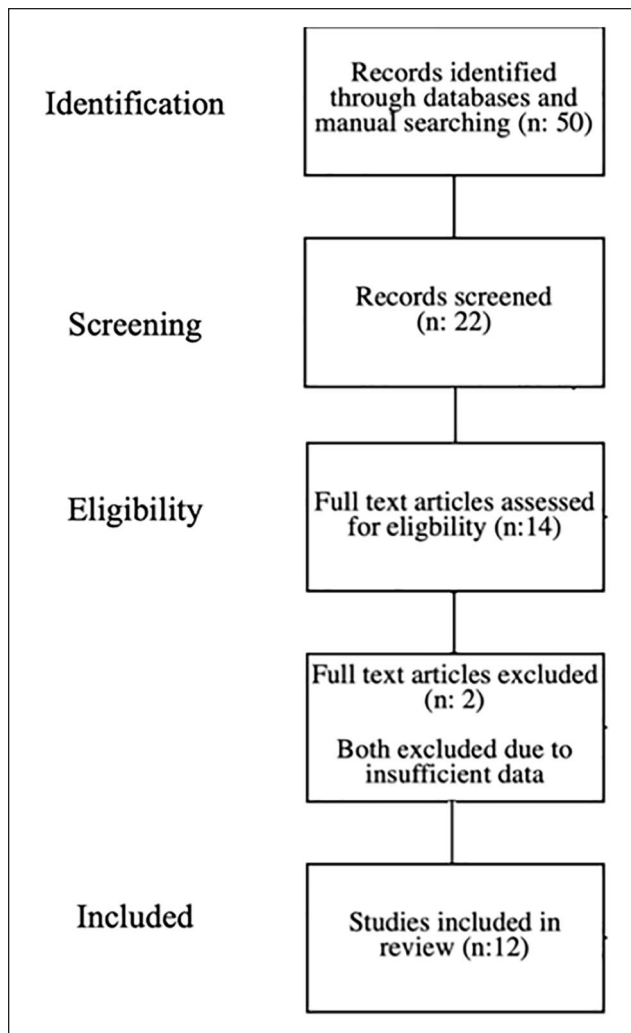 Identification
Records identified
through databases and
manual searching (n: 50)
Screening
Records screened
(n: 22)
Eligibility
Full text articles assessed
for eligbility (n:14)
Full text articles excluded
(n: 2)
Both excluded due to
insufficient data
Included
Studies included in
review (n:12)